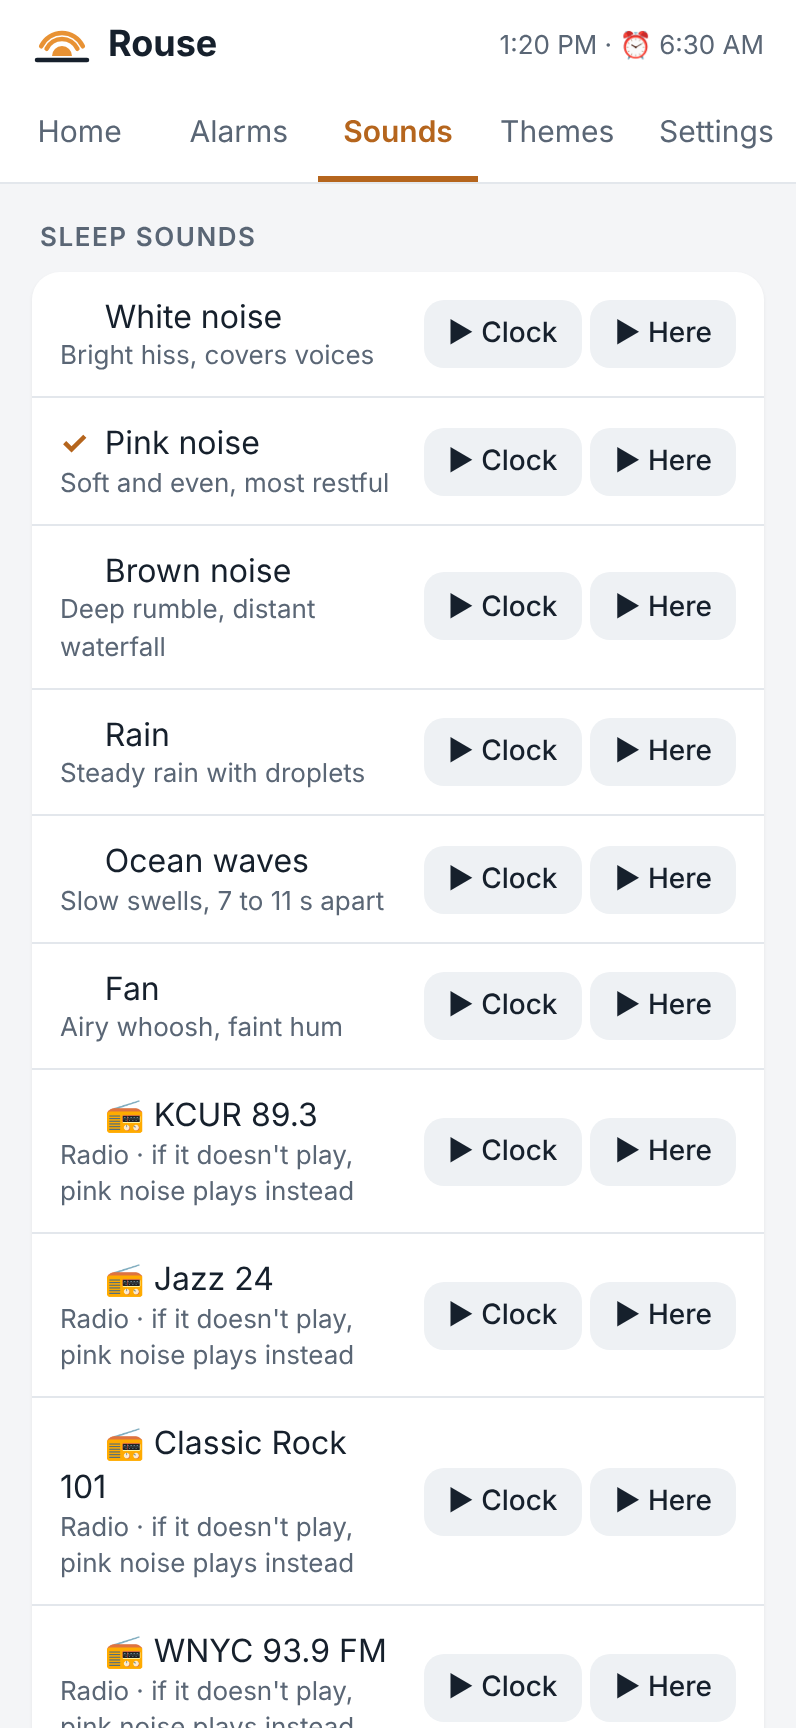 Rouse
1:20 PM · ⏰ 6:30 AM
Home Alarms Sounds Themes Settings
SLEEP SOUNDS
White noise
Bright hiss, covers voices
▶ Clock ▶ Here
✓ Pink noise
Soft and even, most restful
▶ Clock ▶ Here
Brown noise
Deep rumble, distant
waterfall
▶ Clock ▶ Here
Rain
Steady rain with droplets
▶ Clock ▶ Here
Ocean waves
Slow swells, 7 to 11 s apart
▶ Clock ▶ Here
Fan
Airy whoosh, faint hum
▶ Clock ▶ Here
📻 KCUR 89.3
Radio · if it doesn't play,
pink noise plays instead
▶ Clock ▶ Here
📻 Jazz 24
Radio · if it doesn't play,
pink noise plays instead
▶ Clock ▶ Here
📻 Classic Rock
101
Radio · if it doesn't play,
pink noise plays instead
▶ Clock ▶ Here
📻 WNYC 93.9 FM
Radio · if it doesn't play,
pink noise plays instead
▶ Clock ▶ Here